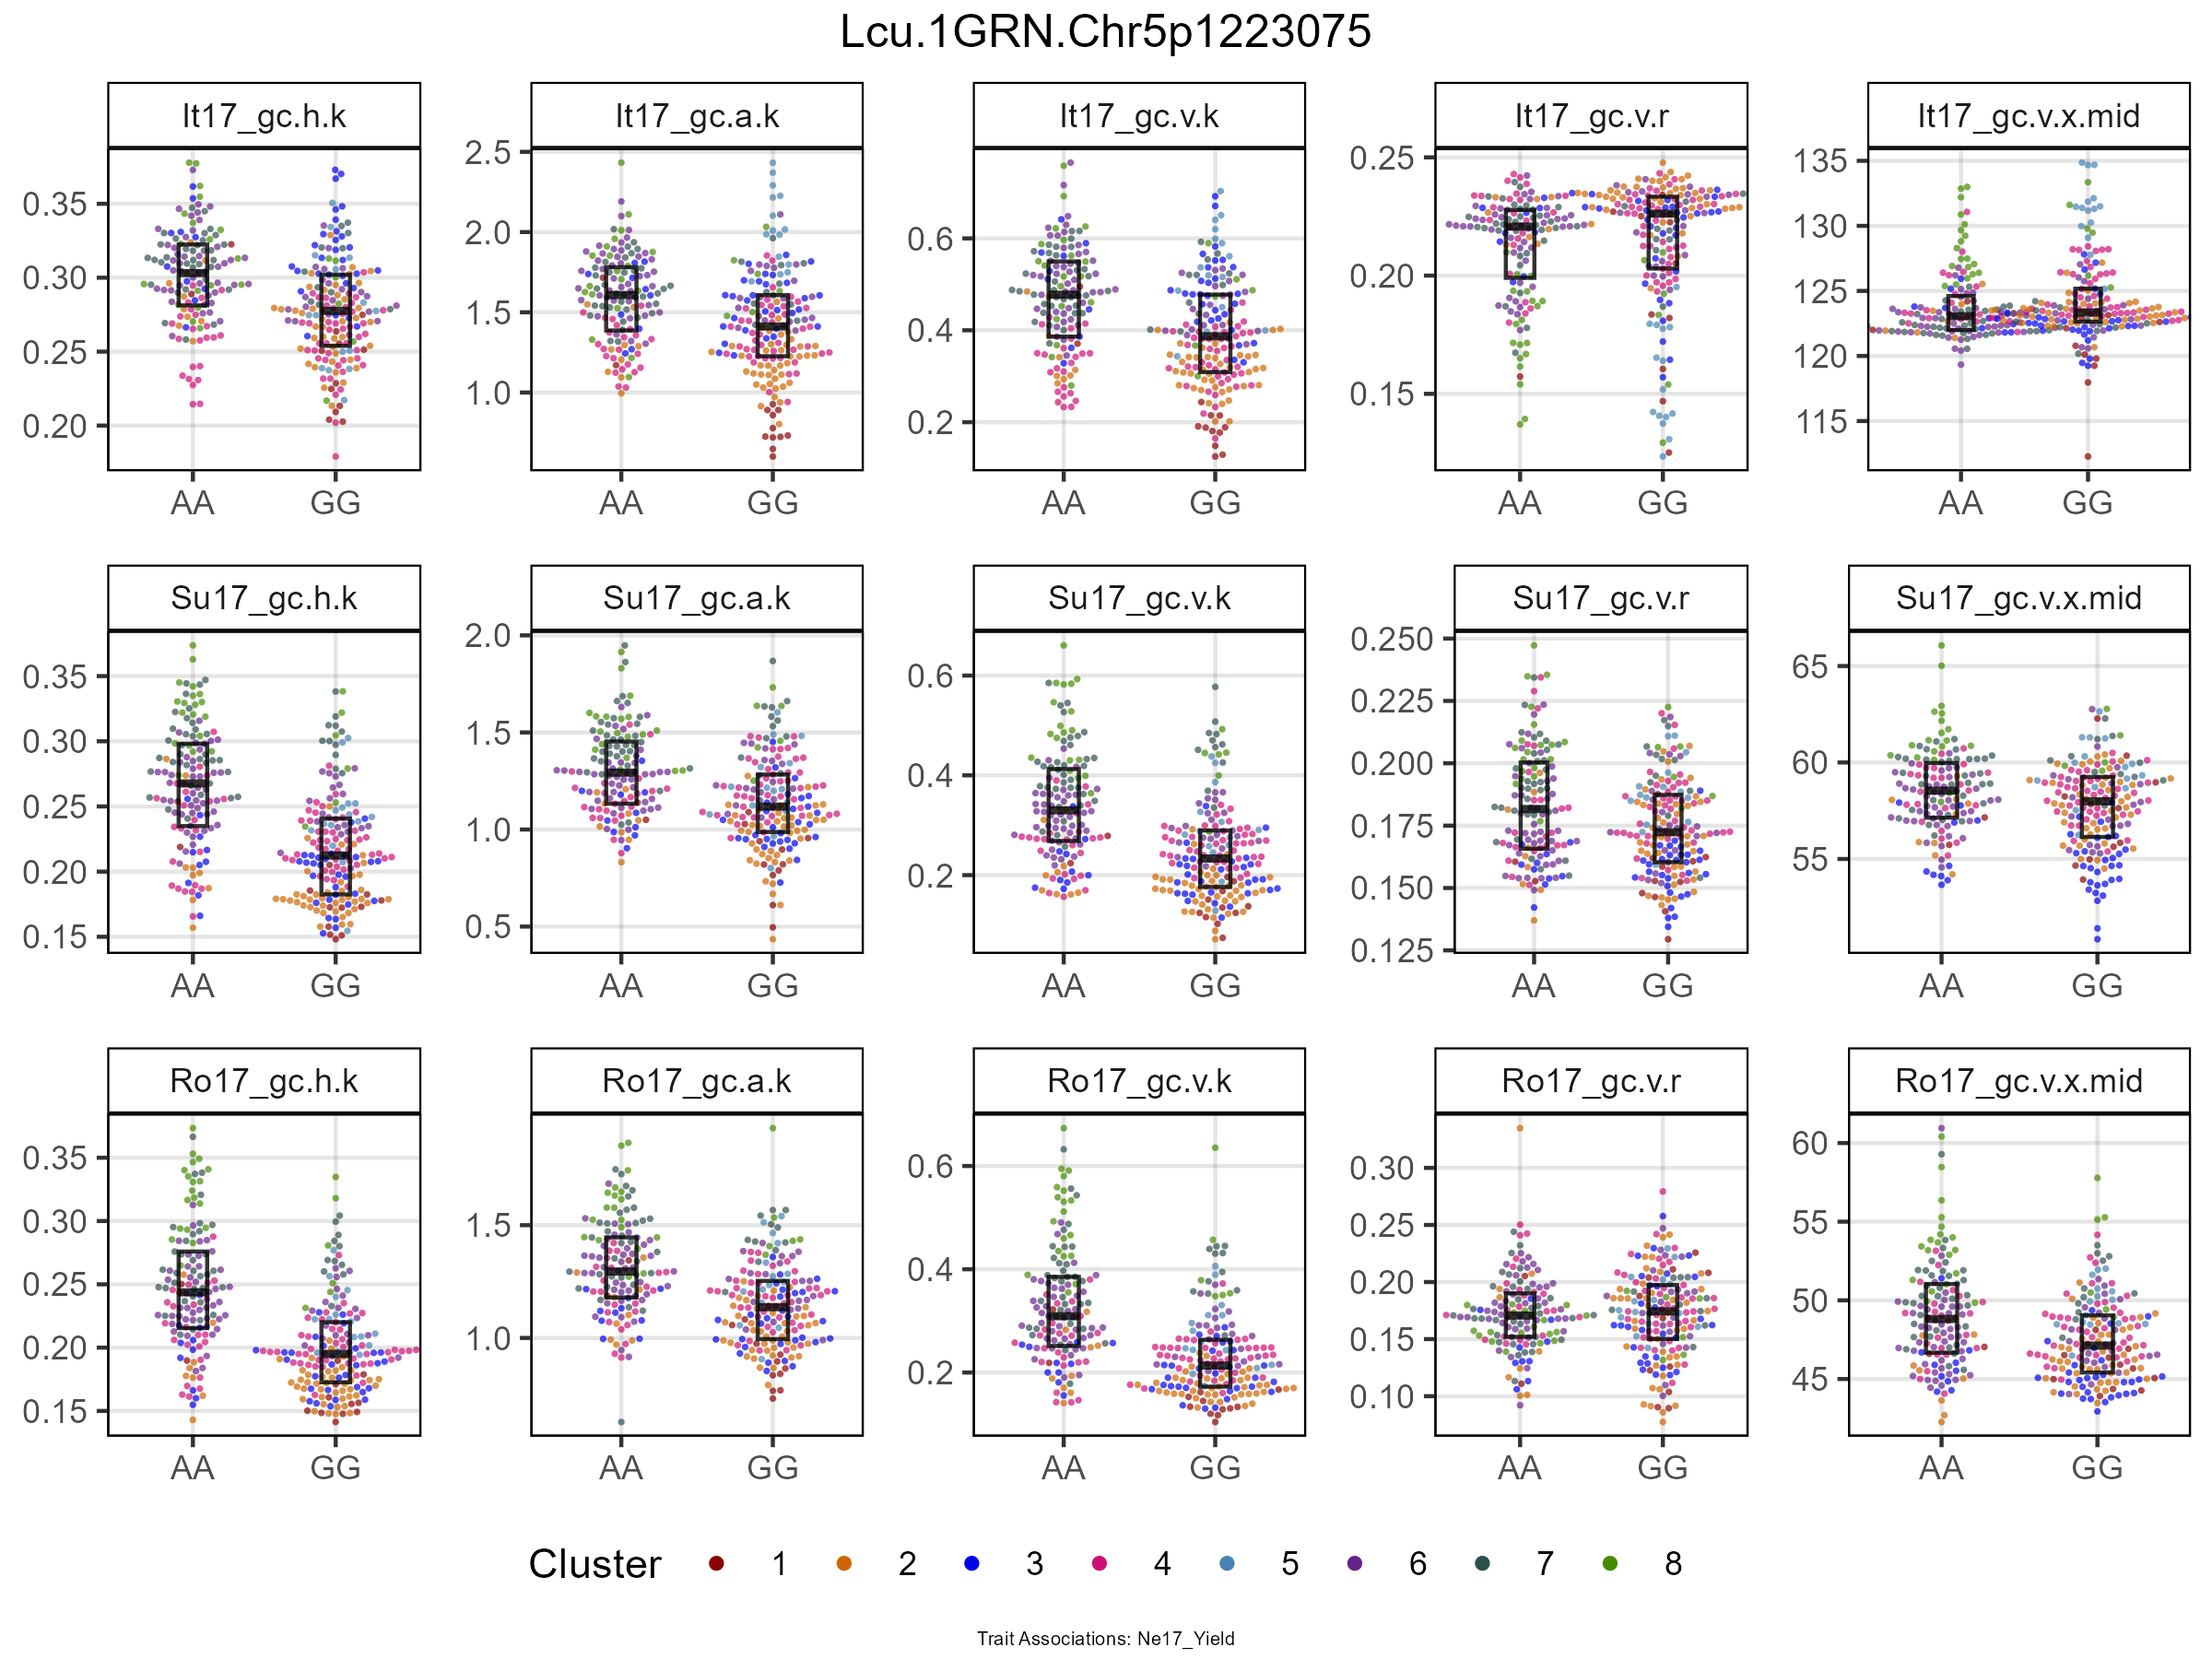 Lcu.1GRN.Chr5p1223075
It17_gc.h.k It17_gc.a.k It17_gc.v.k It17_gc.v.r It17_gc.v.x.mid
0.35 0.30 0.25 0.20
2.5 2.0 1.5 1.0
0.6 0.4 0.2
0.25 0.20 0.15
135 130 125 120 115
AA GG AA GG AA GG AA GG AA GG
Su17_gc.h.k Su17_gc.a.k Su17_gc.v.k Su17_gc.v.r Su17_gc.v.x.mid
0.35 0.30 0.25 0.20 0.15
2.0 1.5 1.0 0.5
0.6 0.4 0.2
0.250 0.225 0.200 0.175 0.150 0.125
65 60 55
AA GG AA GG AA GG AA GG AA GG
Ro17_gc.h.k Ro17_gc.a.k Ro17_gc.v.k Ro17_gc.v.r Ro17_gc.v.x.mid
0.35 0.30 0.25 0.20 0.15
1.5 1.0
0.6 0.4 0.2
0.30 0.25 0.20 0.15 0.10
60 55 50 45
AA GG AA GG AA GG AA GG AA GG
Cluster 1 2 3 4 5 6 7 8
Trait Associations: Ne17_Yield